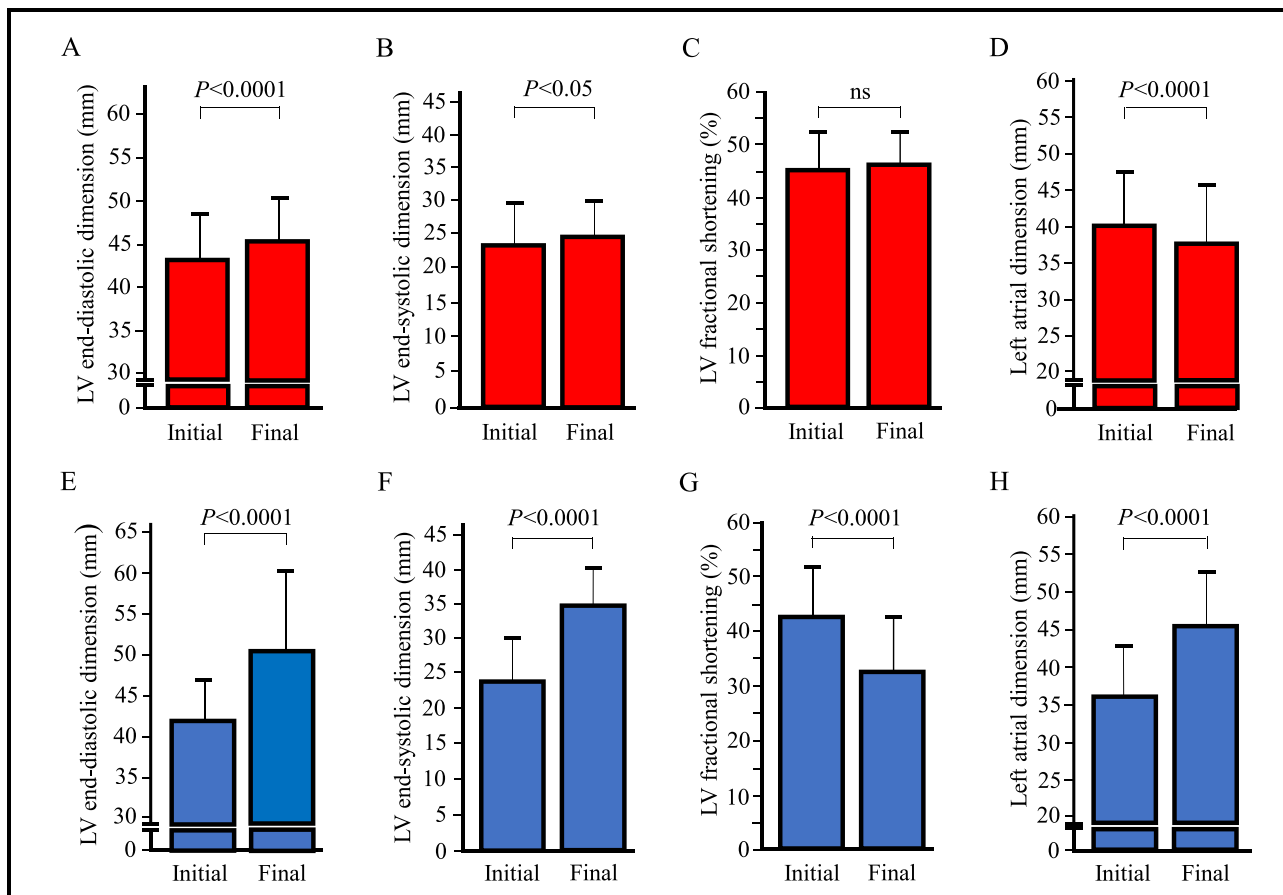 A
P<0.0001
LV end-diastolic dimension (mm)
60
55
50
45
40
35
30
0
Initial Final
B
P<0.05
LV end-systolic dimension (mm)
45
40
35
30
25
20
15
10
5
0
Initial Final
C
ns
LV fractional shortening (%)
60
50
40
30
20
10
0
Initial Final
D
P<0.0001
Left atrial dimension (mm)
60
55
50
45
40
35
30
25
20
0
Initial Final
E
P<0.0001
LV end-diastolic dimension (mm)
65
60
55
50
45
40
35
30
0
Initial Final
F
P<0.0001
LV end-systolic dimension (mm)
45
40
35
30
25
20
15
10
5
0
Initial Final
G
P<0.0001
LV fractional shortening (%)
60
50
40
30
20
10
0
Initial Final
H
P<0.0001
Left atrial dimension (mm)
60
55
50
45
40
35
30
25
20
0
Initial Final